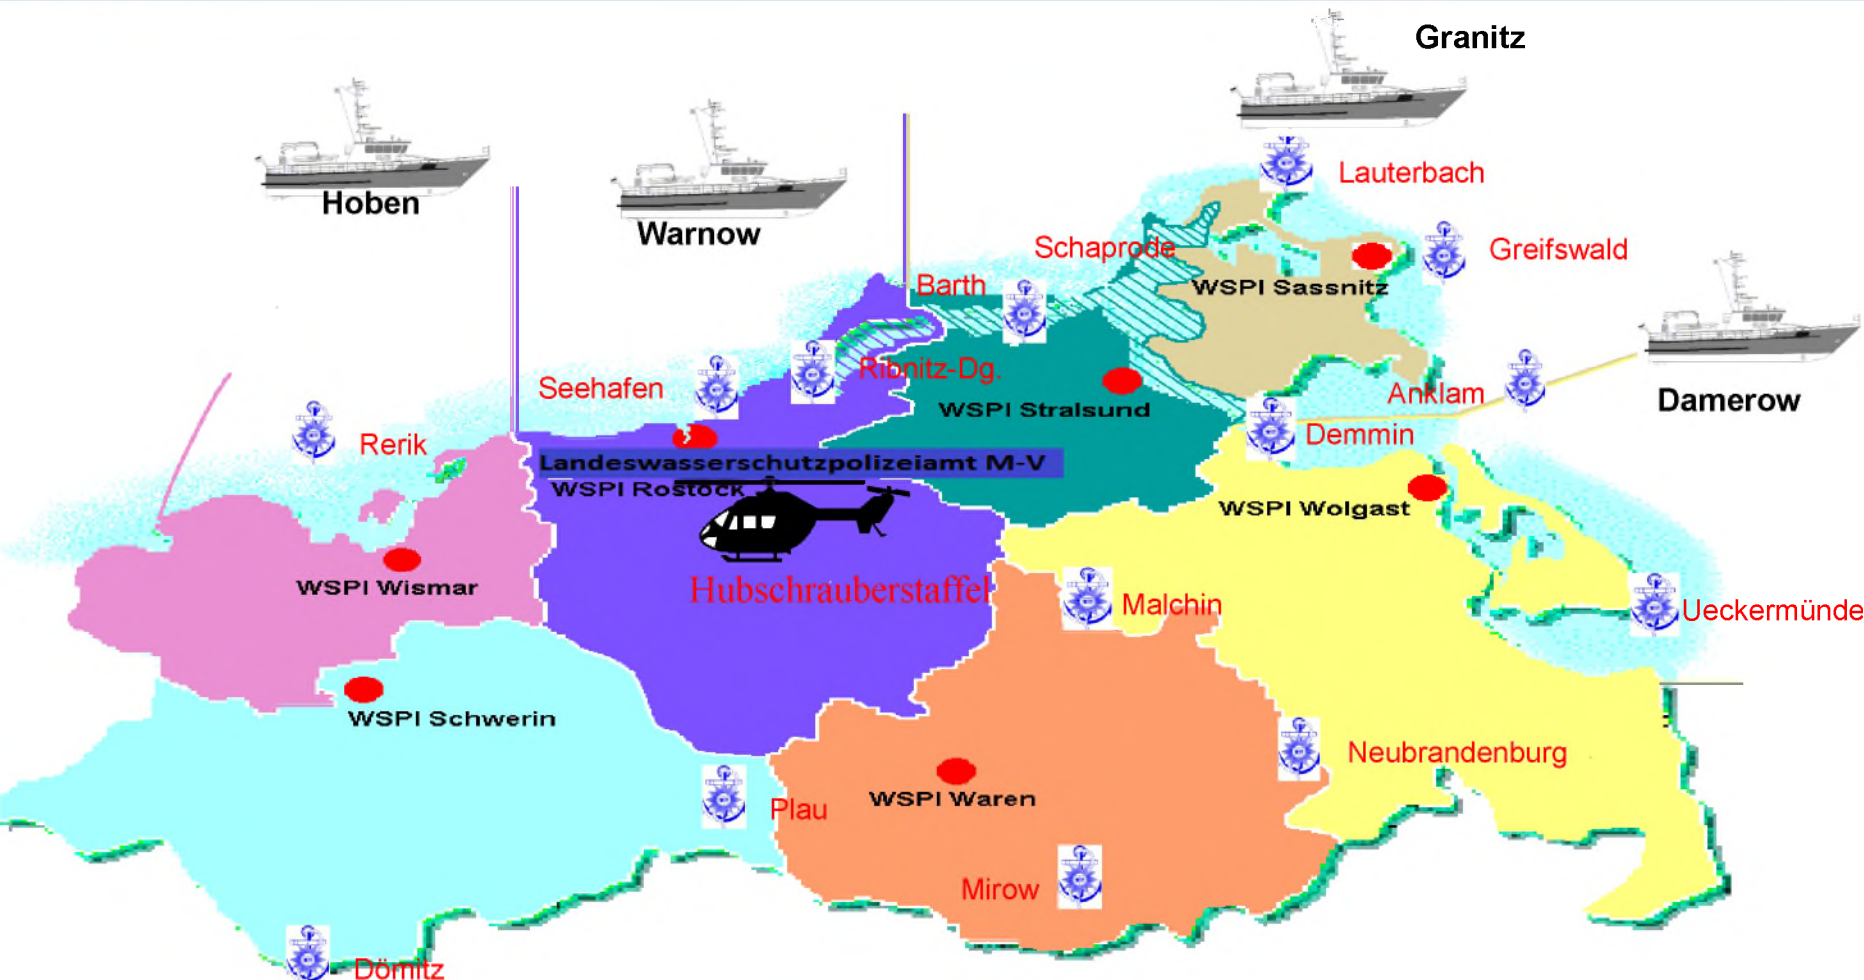 Granitz
Hoben
Warnow
Lauterbach
Schaprode
Greifswald
WSPI Sassnitz
Barth
Damerow
Seehafen
Ribnitz-Dg.
WSPI Stralsund
Anklam
Rerik
Demmin
Landeswasserschutzpolizeiamt M-V
WSPI Rostock
WSPI Wolgast
WSPI Wismar
Hubschrauberstaffel
Malchin
Ueckermünde
WSPI Schwerin
Neubrandenburg
WSPI Waren
Plau
Mirow
Dömitz